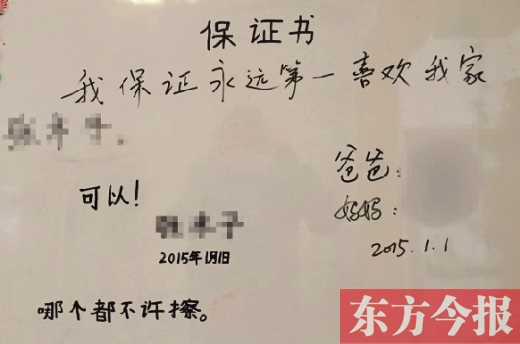 保证书
我保证永远第一喜欢我家
爸爸：
可以！
妈妈：
2015.1.1
2015年1月1日
哪个都不许擦。
东方今报